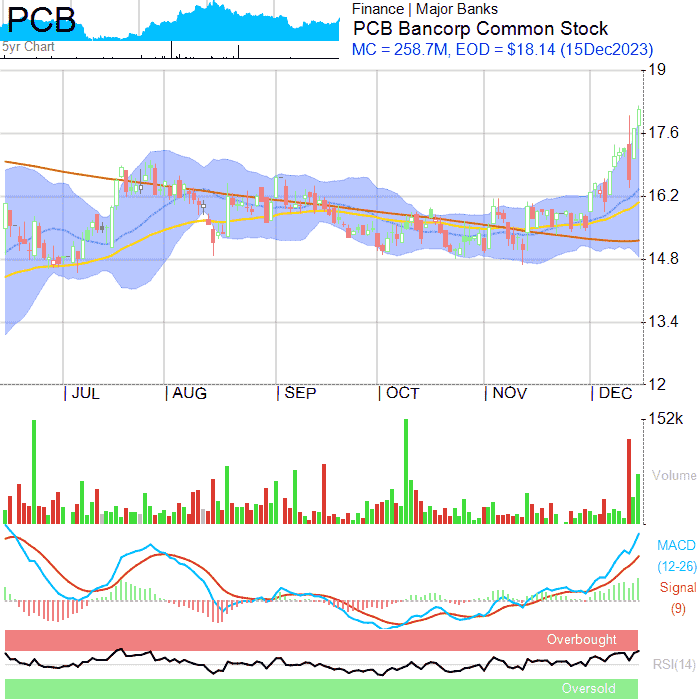 PCB
5yr Chart
Finance | Major Banks
PCB Bancorp Common Stock
MC = 258.7M, EOD = $18.14 (15Dec2023)
19
17.6
16.2
14.8
13.4
12
JUL AUG SEP OCT NOV DEC
152k
Volume
MACD
(12-26)
Signal
(9)
Overbought
RSI(14)
Oversold